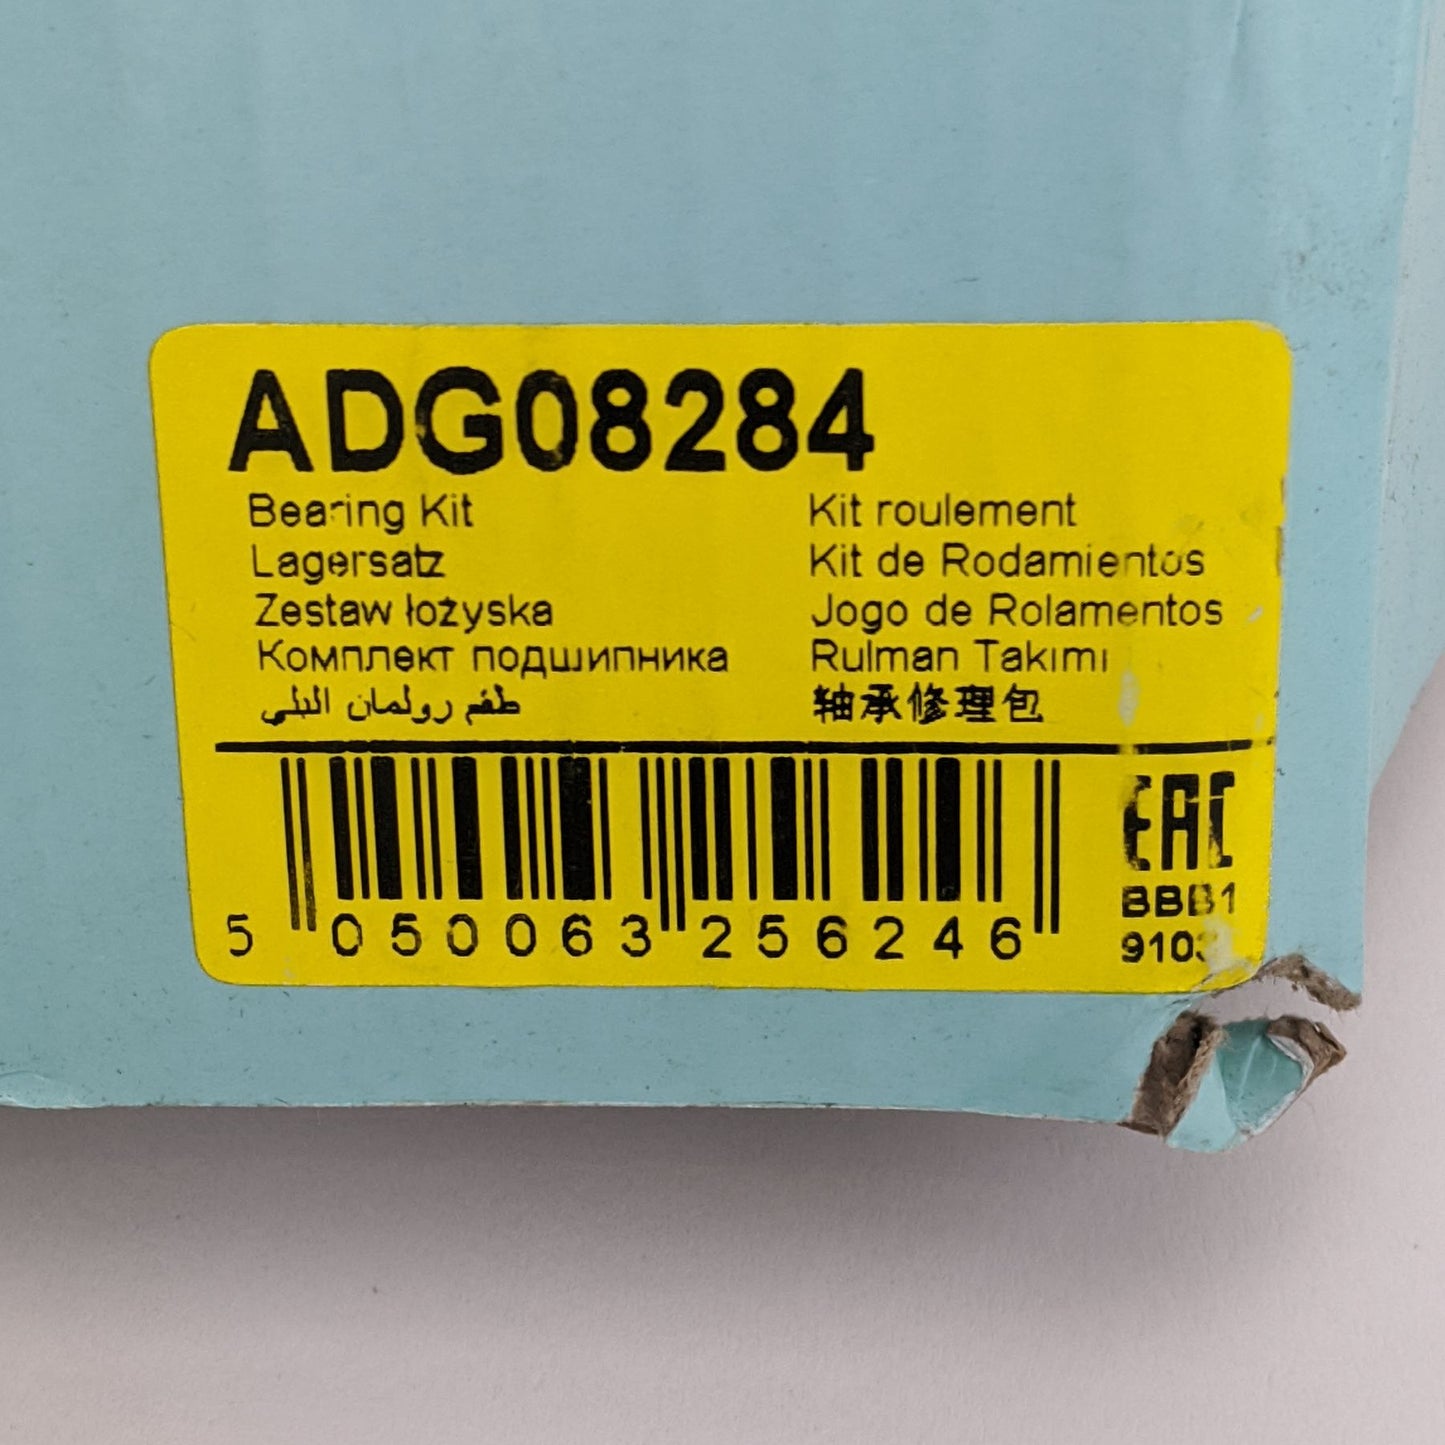 ADG08284
Bearing Kit
Lagersatz
Zestaw łożyska
Комплект подшипника
طقم رولمان البلي
Kit roulement
Kit de Rodamientos
Jogo de Rolamentos
Rulman Takımı
轴承修理包
5 050063 256246
EAC
BBB1